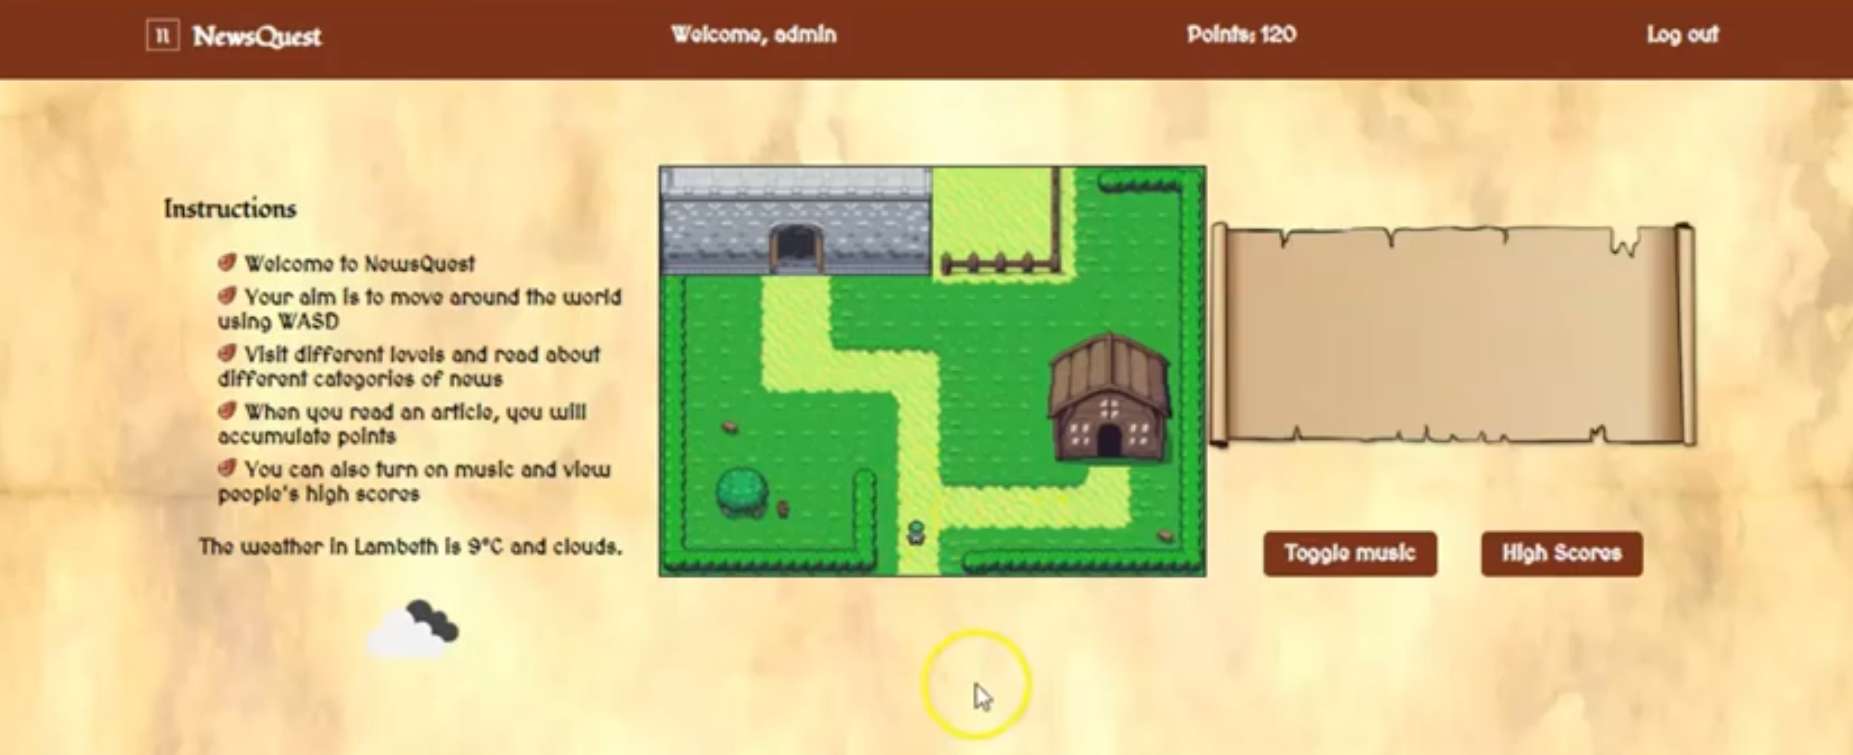 n NewsQuest
Welcome, admin
Points: 120
Log out
Instructions
Welcome to NewsQuest
Your aim is to move around the world
using WASD
Visit different levels and read about
different categories of news
When you read an article, you will
accumulate points
You can also turn on music and view
people's high scores
The weather in Lambeth is 9°C and clouds.
Toggle music
High Scores